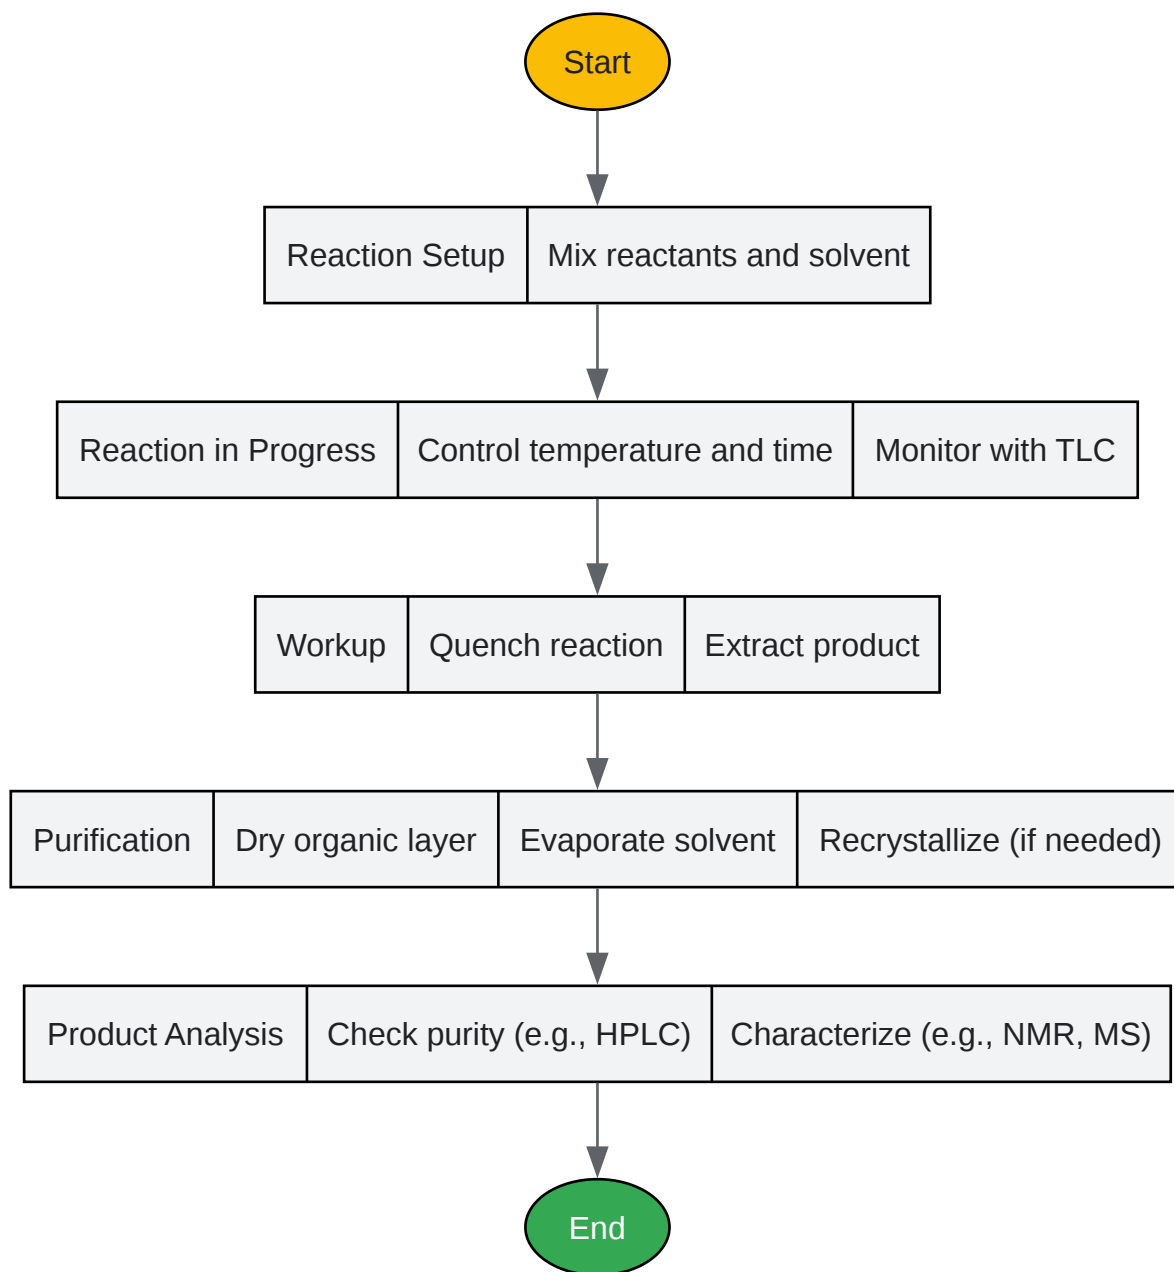 Start
Reaction Setup Mix reactants and solvent
Reaction in Progress Control temperature and time Monitor with TLC
Workup Quench reaction Extract product
Purification Dry organic layer Evaporate solvent Recrystallize (if needed)
Product Analysis Check purity (e.g., HPLC) Characterize (e.g., NMR, MS)
End